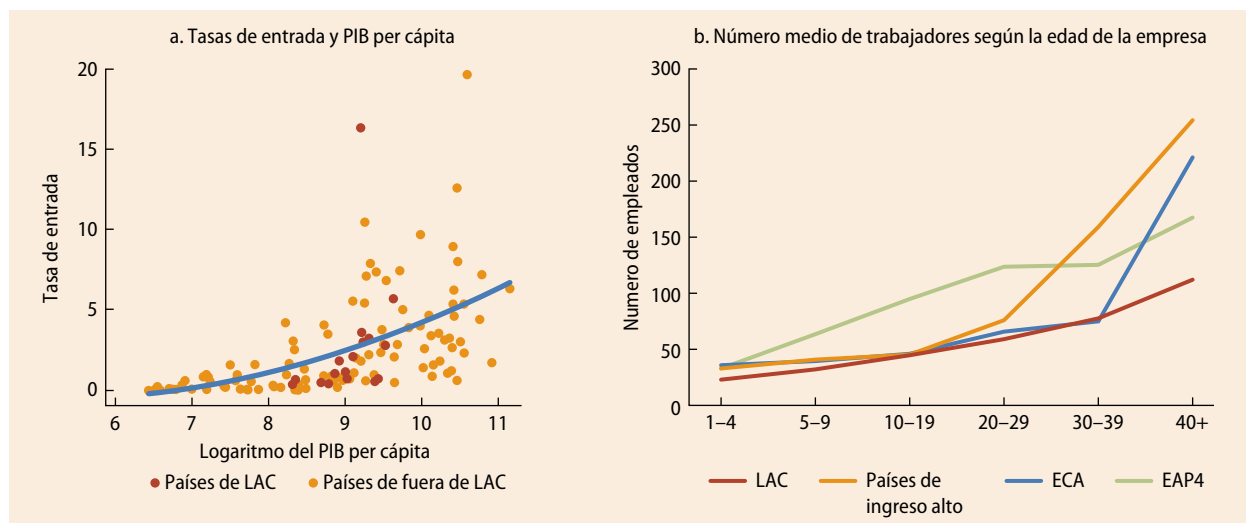 a. Tasas de entrada y PIB per cápita
20
15
10
5
0
Tasa de entrada
6 7 8 9 10 11
Logaritmo del PIB per cápita
Países de LAC Países de fuera de LAC
b. Número medio de trabajadores según la edad de la empresa
300
250
200
150
100
50
0
Numero de empleados
1–4 5–9 10–19 20–29 30–39 40+
LAC Países de ECA EAP4
ingreso alto